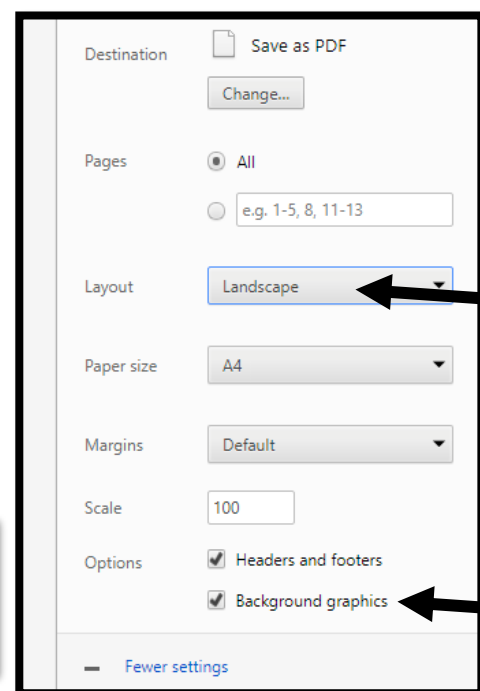 Destination Save as PDF
Change...
Pages All
e.g. 1-5, 8, 11-13
Layout Landscape
Paper size A4
Margins Default
Scale 100
Options Headers and footers
Background graphics
Fewer settings